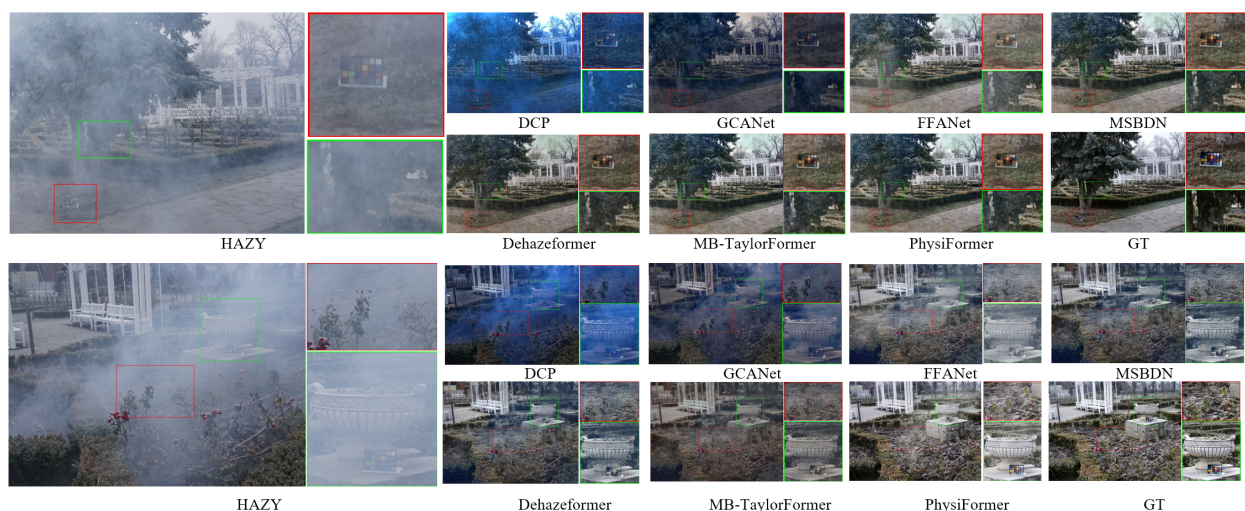 DCP GCANet FFANet MSBDN
HAZY Dehazeformer MB-TaylorFormer PhysiFormer GT
DCP GCANet FFANet MSBDN
HAZY Dehazeformer MB-TaylorFormer PhysiFormer GT